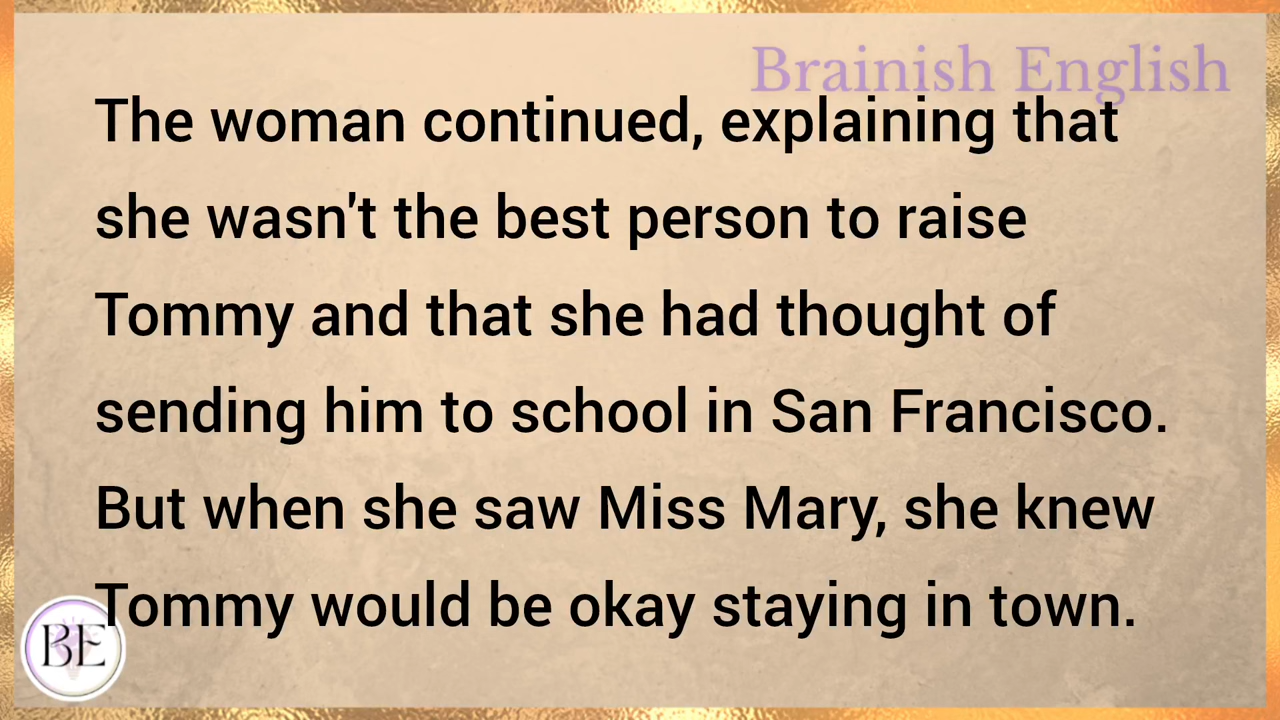 Brainish English
The woman continued, explaining that
she wasn't the best person to raise
Tommy and that she had thought of
sending him to school in San Francisco.
But when she saw Miss Mary, she knew
Tommy would be okay staying in town.
BE